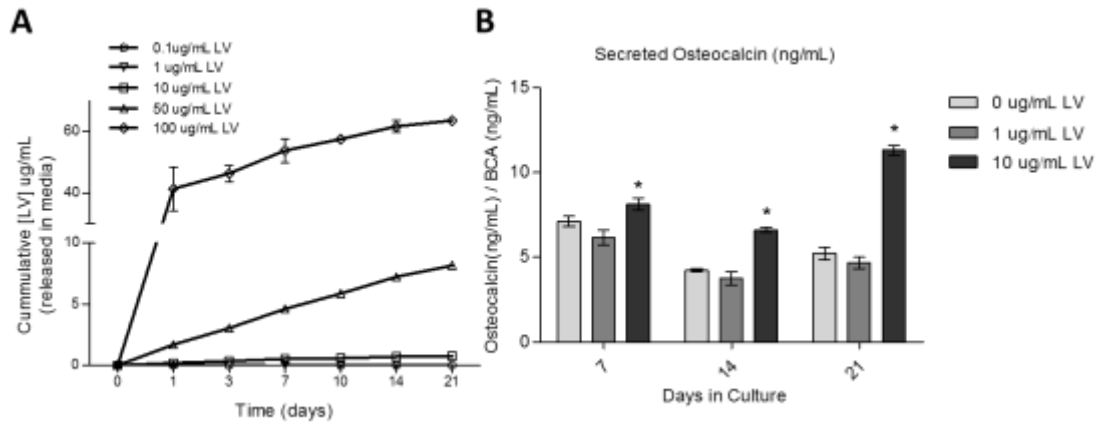 A
0.1ug/mL LV
1 ug/mL LV
10 ug/mL LV
50 ug/mL LV
100 ug/mL LV
Cummulative [LV] ug/mL
(released in media)
60
40
10
5
0
0 1 3 7 10 14 21
Time (days)
B
Secreted Osteocalcin (ng/mL)
Osteocalcin(ng/mL) / BCA (ng/mL)
15
10
5
0
* * *
7 14 21
Days in Culture
0 ug/mL LV
1 ug/mL LV
10 ug/mL LV